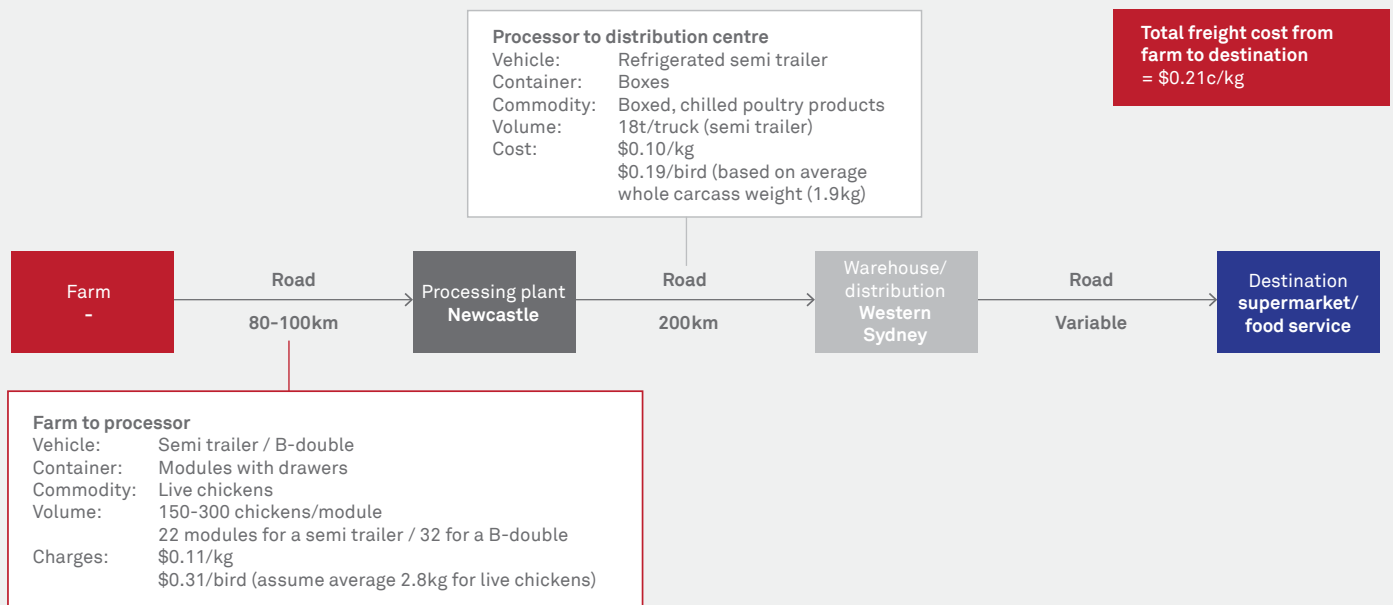 Processor to distribution centre
Vehicle: Refrigerated semi trailer
Container: Boxes
Commodity: Boxed, chilled poultry products
Volume: 18t/truck (semi trailer)
Cost: $0.10/kg
$0.19/bird (based on average
whole carcass weight (1.9kg)
Total freight cost from
farm to destination
= $0.21c/kg
Farm
-
Road
80-100km
Processing plant
Newcastle
Road
200km
Warehouse/
distribution
Western
Sydney
Road
Variable
Destination
supermarket/
food service
Farm to processor
Vehicle: Semi trailer / B-double
Container: Modules with drawers
Commodity: Live chickens
Volume: 150-300 chickens/module
22 modules for a semi trailer / 32 for a B-double
Charges: $0.11/kg
$0.31/bird (assume average 2.8kg for live chickens)